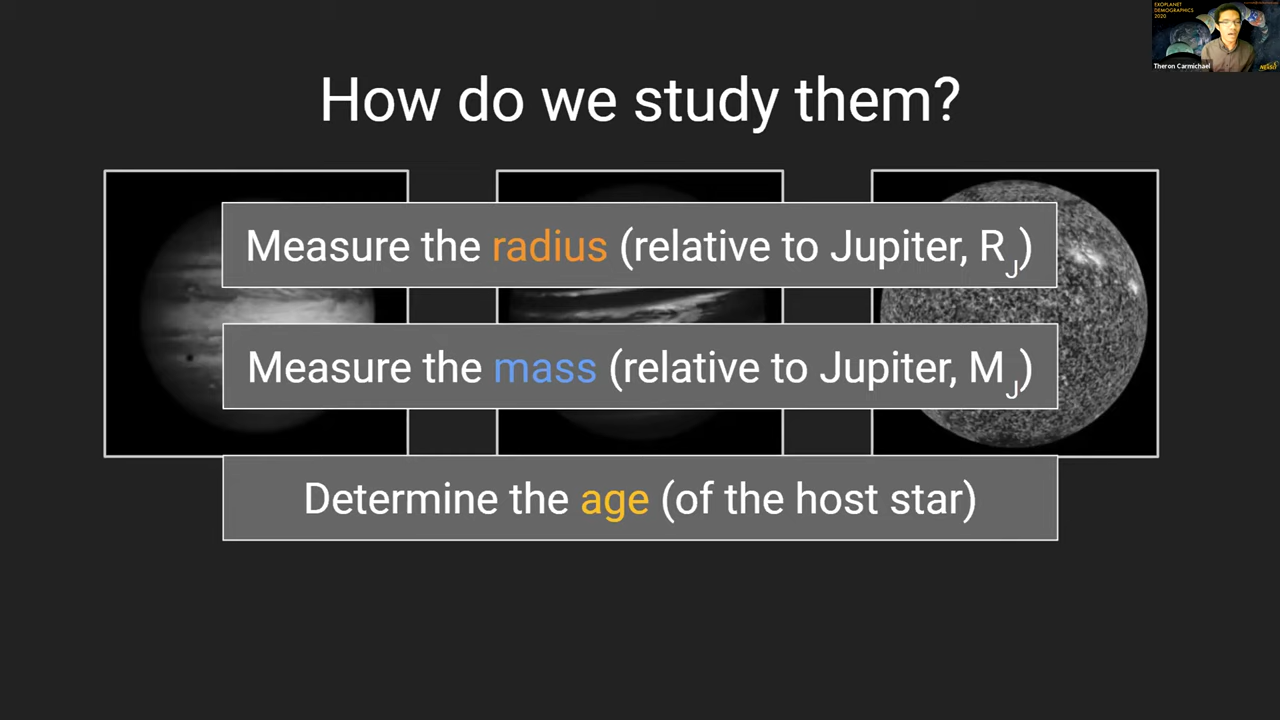 EXOPLANET
DEMOGRAPHICS
2020
Theron Carmichael
How do we study them?
Measure the radius (relative to Jupiter, RJ)
Measure the mass (relative to Jupiter, MJ)
Determine the age (of the host star)